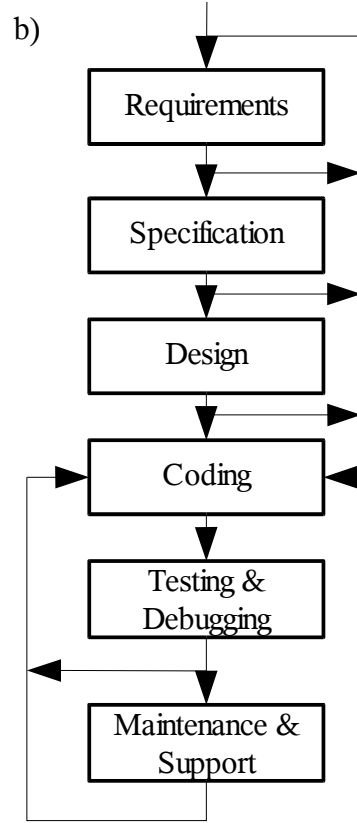 b)
Requirements
Specification
Design
Coding
Testing &
Debugging
Maintenance &
Support